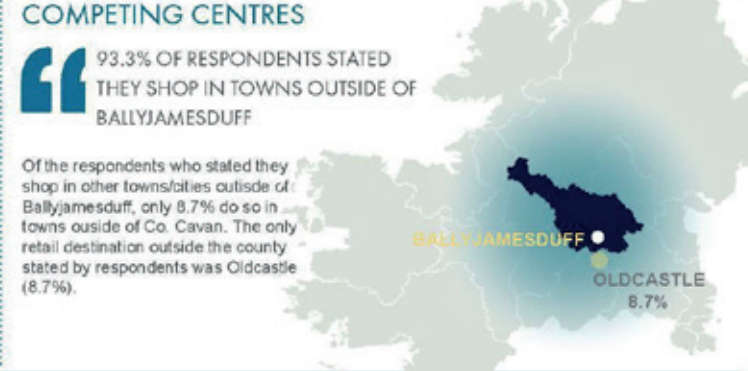 COMPETING CENTRES
93.3% OF RESPONDENTS STATED
THEY SHOP IN TOWNS OUTSIDE OF
BALLYJAMESDUFF
Of the respondents who stated they
shop in other towns/cities outisde of
Ballyjamesduff, only 8.7% do so in
towns ouside of Co. Cavan. The only
retail destination outside the county
stated by respondents was Oldcastle
(8.7%).
BALLYJAMESDUFF
OLDCASTLE
8.7%